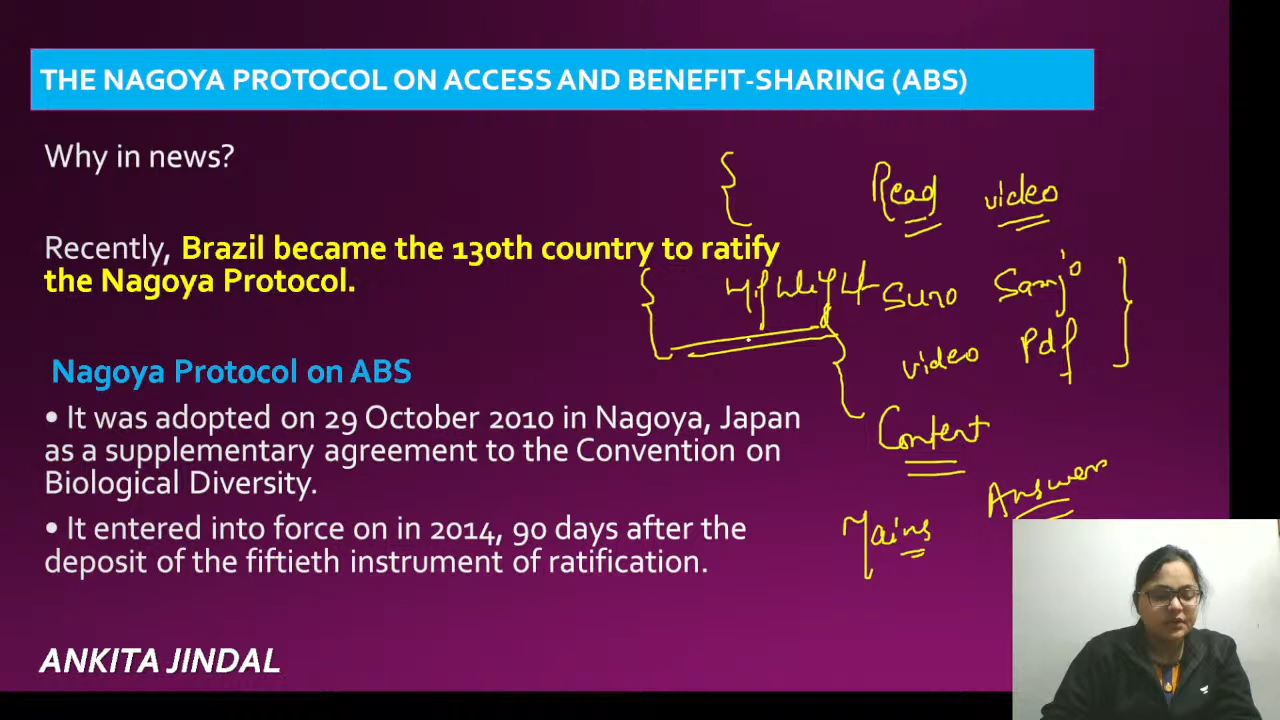 THE NAGOYA PROTOCOL ON ACCESS AND BENEFIT-SHARING (ABS)
Why in news?
Read video
Recently, Brazil became the 130th country to ratify
the Nagoya Protocol.
Highlight Suno Samjo
video Pdf
Nagoya Protocol on ABS
• It was adopted on 29 October 2010 in Nagoya, Japan
as a supplementary agreement to the Convention on
Biological Diversity.
Content
Answers
• It entered into force on in 2014, 90 days after the
deposit of the fiftieth instrument of ratification.
Mains
ANKITA JINDAL